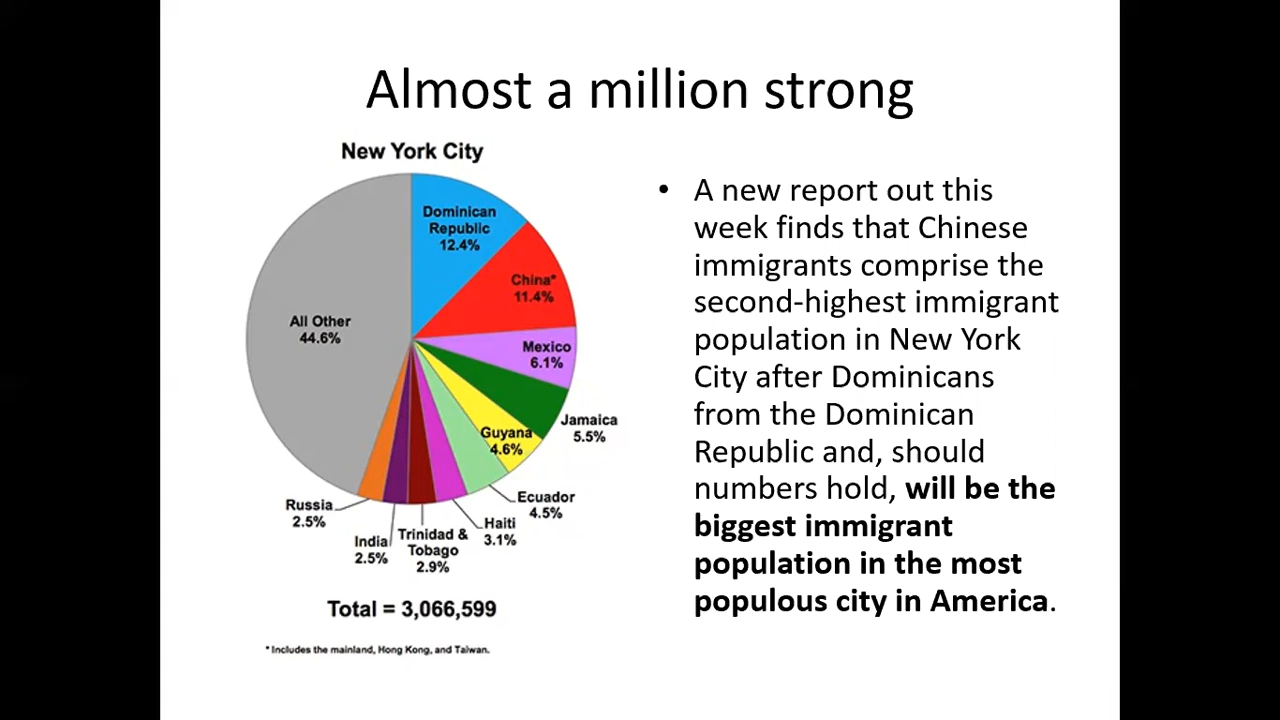 Almost a million strong
New York City
Dominican
Republic
12.4%
China*
11.4%
Mexico
6.1%
Jamaica
5.5%
Guyana
4.6%
Ecuador
4.5%
Haiti
3.1%
Trinidad &
Tobago
2.9%
India
2.5%
Russia
2.5%
All Other
44.6%
Total = 3,066,599
* Includes the mainland, Hong Kong, and Taiwan.
• A new report out this
week finds that Chinese
immigrants comprise the
second-highest immigrant
population in New York
City after Dominicans
from the Dominican
Republic and, should
numbers hold, will be the
biggest immigrant
population in the most
populous city in America.